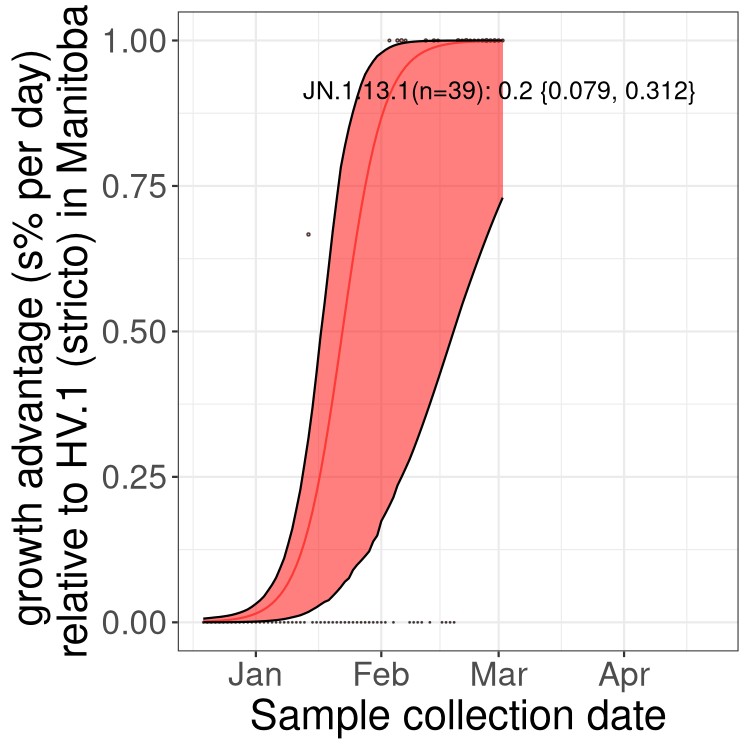 growth advantage (s% per day)
relative to HV.1 (stricto) in Manitoba
1.00
0.75
0.50
0.25
0.00
JN.1.13.1(n=39): 0.2 {0.079, 0.312}
Jan Feb Mar Apr
Sample collection date